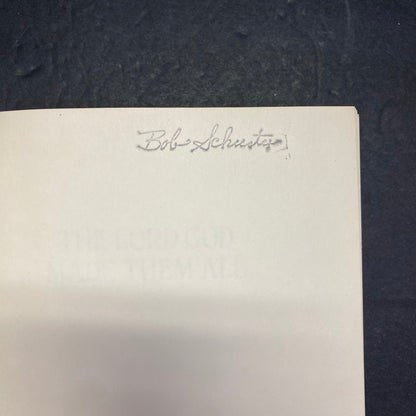 Bob Schuster
THE LORD GOD
MADE THEM ALL